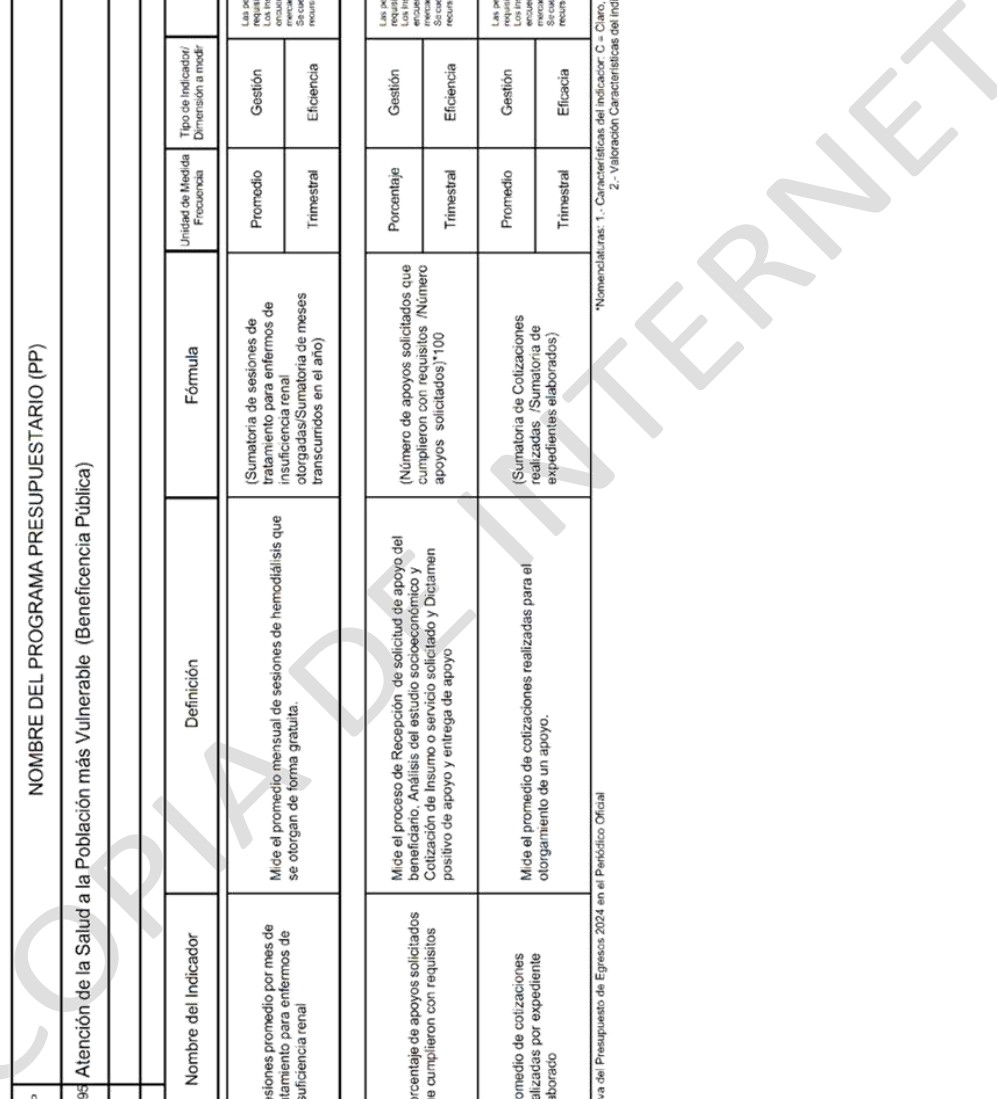 NOMBRE DEL PROGRAMA PRESUPUESTARIO (PP)
95 Atención de la Salud a la Población más Vulnerable (Beneficencia Pública)
Nombre del Indicador
Definición
Fórmula
Unidad de Medida
Frecuencia
Tipo de Indicador/
Dimensión a medir
esiones promedio por mes de
tamiento para enfermos de
suficiencia renal
Mide el promedio mensual de sesiones de hemodiálisis que
se otorgan de forma gratuita.
(Sumatoria de sesiones de
tratamiento para enfermos de
insuficiencia renal
otorgadas/Sumatoria de meses
transcurridos en el año)
Promedio
Trimestral
Gestión
Eficiencia
orcentaje de apoyos solicitados
e cumplieron con requisitos
Mide el proceso de Recepción de solicitud de apoyo del
beneficiario, Análisis del estudio socioeconómico y
Cotización de Insumo o servicio solicitado y Dictamen
positivo de apoyo y entrega de apoyo
(Número de apoyos solicitados que
cumplieron con requisitos /Número
apoyos solicitados)*100
Porcentaje
Trimestral
Gestión
Eficiencia
omedio de cotizaciones
alizadas por expediente
aborado
Mide el promedio de cotizaciones realizadas para el
otorgamiento de un apoyo.
(Sumatoria de Cotizaciones
realizadas /Sumatoria de
expedientes elaborados)
Promedio
Trimestral
Gestión
Eficacia
va del Presupuesto de Egresos 2024 en el Periódico Oficial
*Nomenclaturas: 1.- Características del indicador: C = Claro,
2.- Valoración Características del indi
COPIA DE INTERNET